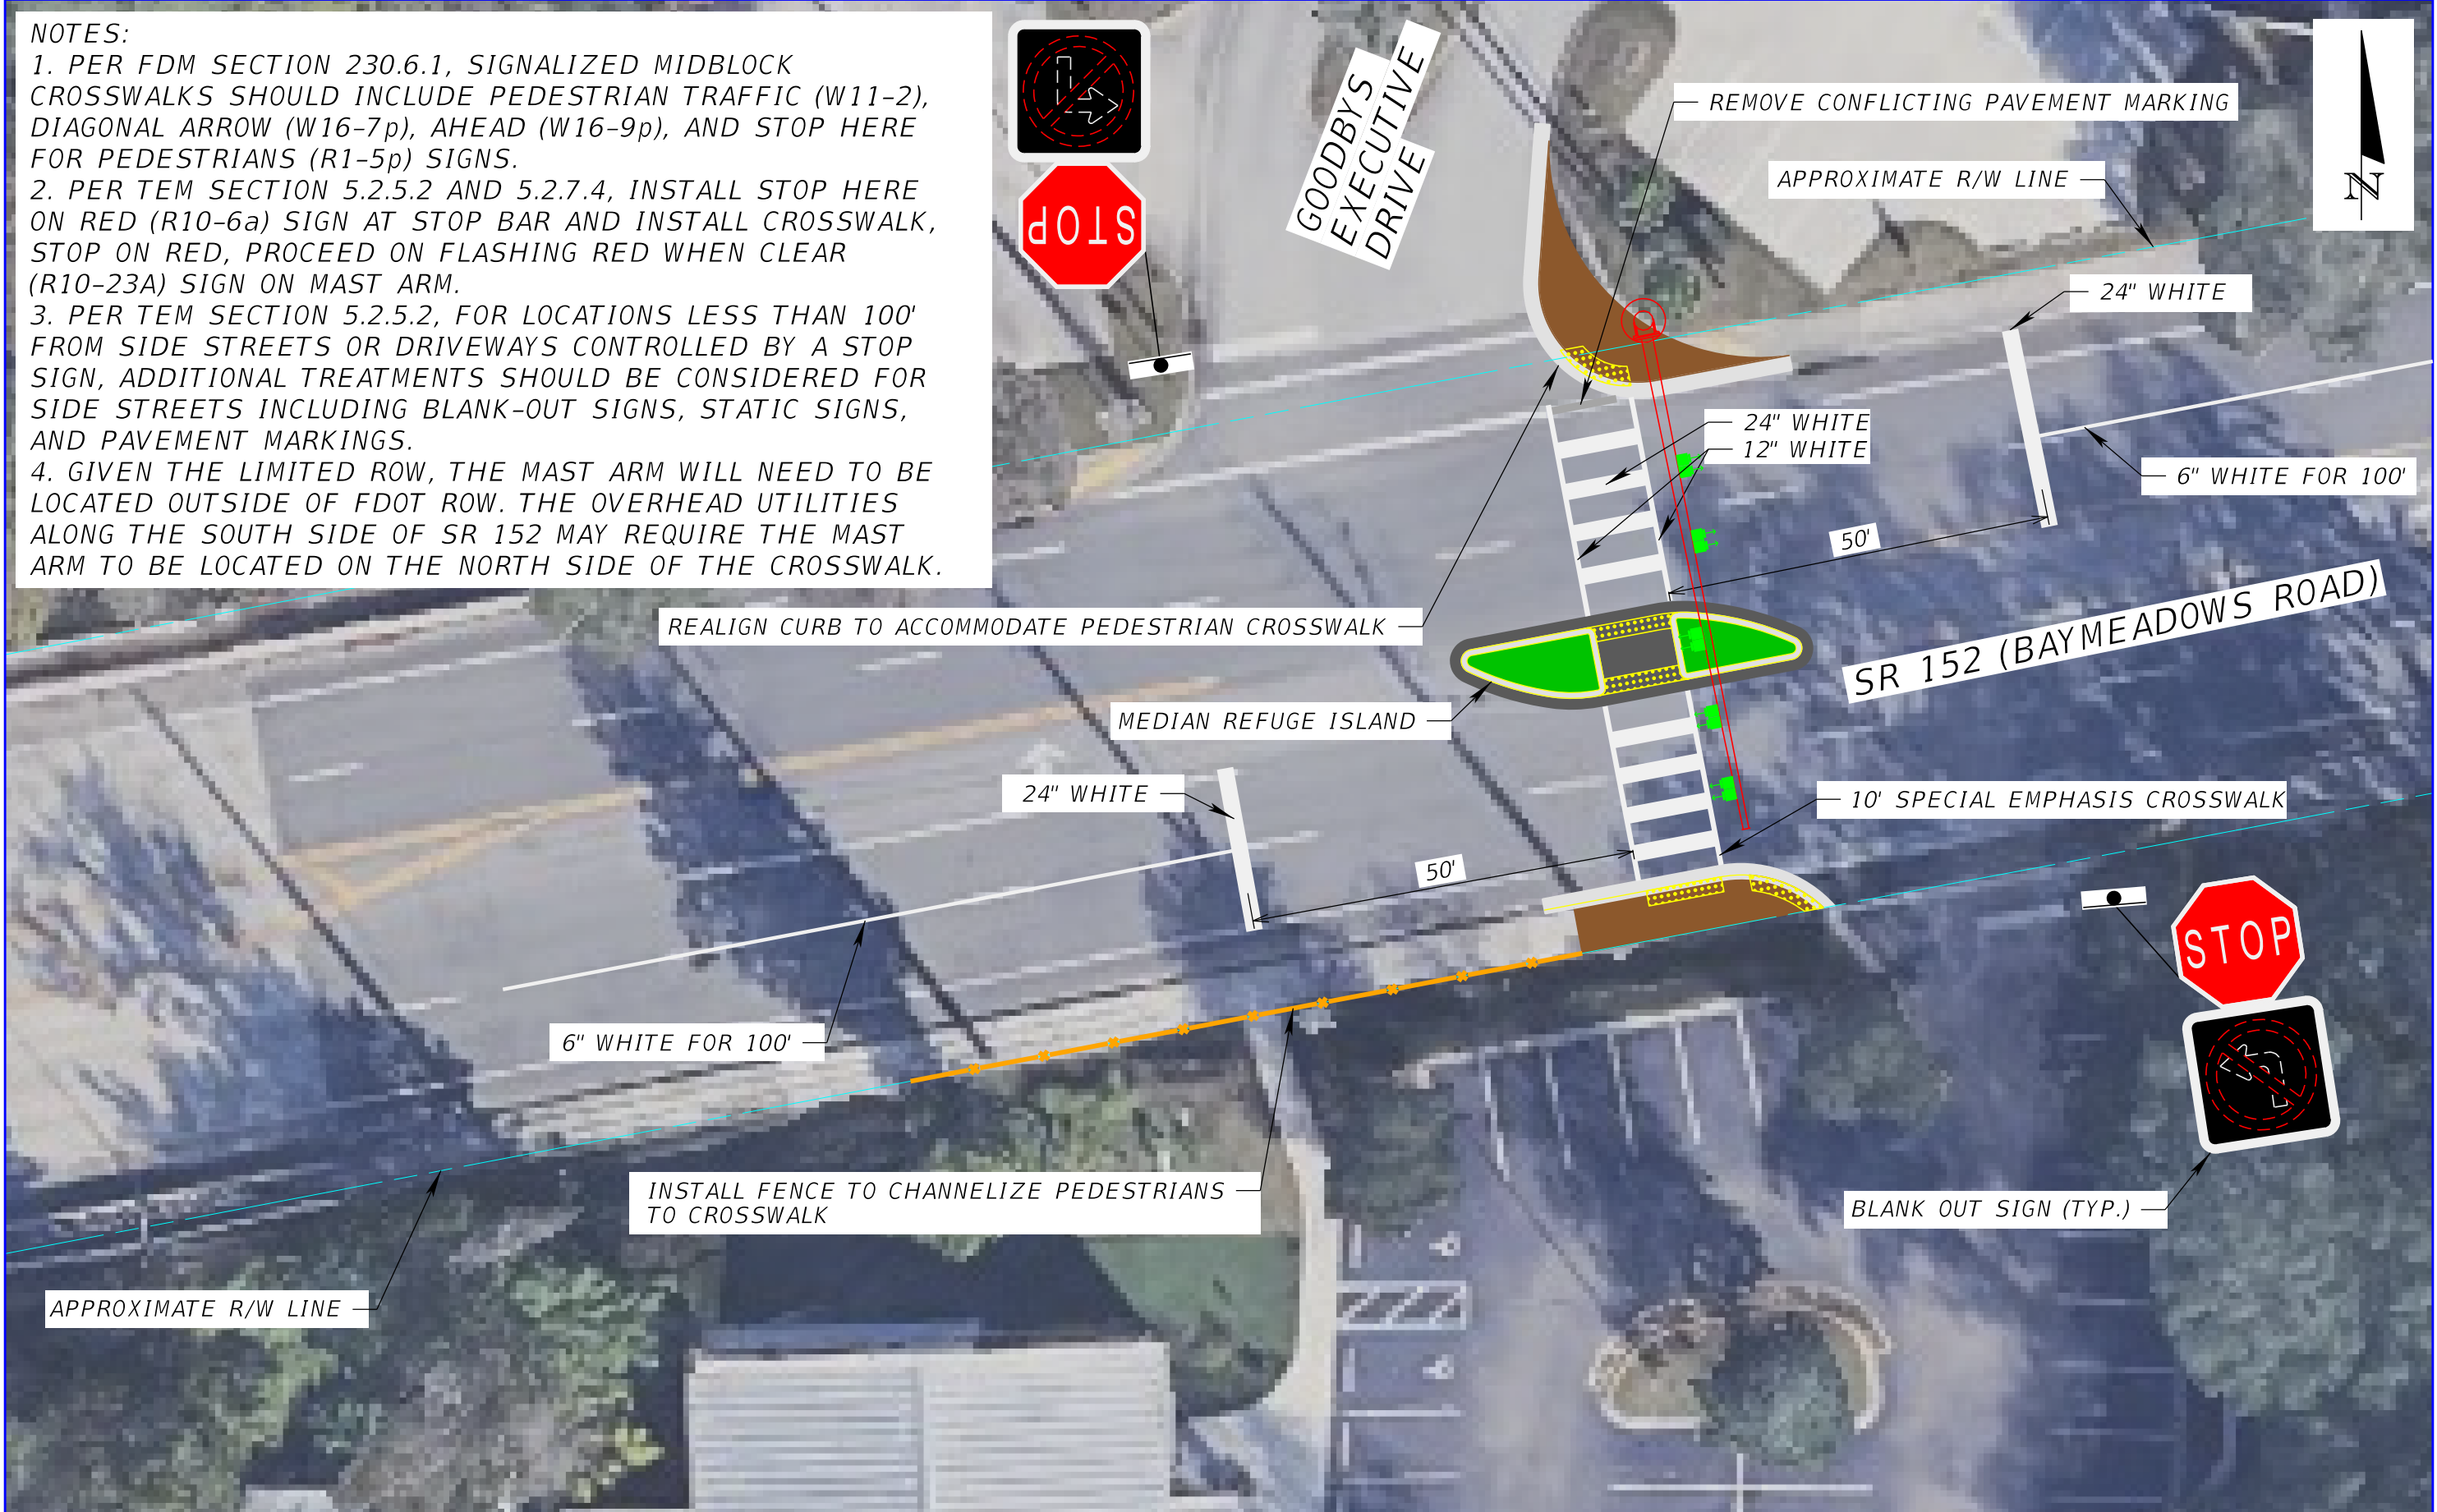 NOTES:
1. PER FDM SECTION 230.6.1, SIGNALIZED MIDBLOCK
CROSSWALKS SHOULD INCLUDE PEDESTRIAN TRAFFIC (W11-2),
DIAGONAL ARROW (W16-7p), AHEAD (W16-9p), AND STOP HERE
FOR PEDESTRIANS (R1-5p) SIGNS.
2. PER TEM SECTION 5.2.5.2 AND 5.2.7.4, INSTALL STOP HERE
ON RED (R10-6a) SIGN AT STOP BAR AND INSTALL CROSSWALK,
STOP ON RED, PROCEED ON FLASHING RED WHEN CLEAR
(R10-23A) SIGN ON MAST ARM.
3. PER TEM SECTION 5.2.5.2, FOR LOCATIONS LESS THAN 100'
FROM SIDE STREETS OR DRIVEWAYS CONTROLLED BY A STOP
SIGN, ADDITIONAL TREATMENTS SHOULD BE CONSIDERED FOR
SIDE STREETS INCLUDING BLANK-OUT SIGNS, STATIC SIGNS,
AND PAVEMENT MARKINGS.
4. GIVEN THE LIMITED ROW, THE MAST ARM WILL NEED TO BE
LOCATED OUTSIDE OF FDOT ROW. THE OVERHEAD UTILITIES
ALONG THE SOUTH SIDE OF SR 152 MAY REQUIRE THE MAST
ARM TO BE LOCATED ON THE NORTH SIDE OF THE CROSSWALK.
STOP
GOODBYS
EXECUTIVE
DRIVE
REMOVE CONFLICTING PAVEMENT MARKING
APPROXIMATE R/W LINE
N
24" WHITE
24" WHITE
12" WHITE
6" WHITE FOR 100'
50'
REALIGN CURB TO ACCOMMODATE PEDESTRIAN CROSSWALK
SR 152 (BAYMEADOWS ROAD)
MEDIAN REFUGE ISLAND
24" WHITE
10' SPECIAL EMPHASIS CROSSWALK
50'
STOP
6" WHITE FOR 100'
INSTALL FENCE TO CHANNELIZE PEDESTRIANS
TO CROSSWALK
BLANK OUT SIGN (TYP.)
APPROXIMATE R/W LINE